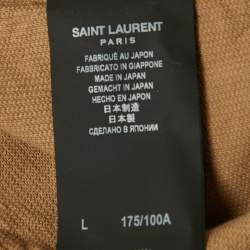 SAINT LAURENT
PARIS
FABRIQUÉ AU JAPON
FABBRICATO IN GIAPPONE
MADE IN JAPAN
GEMACHT IN JAPAN
HECHO EN JAPÓN
日本制造
日本製
СДЕЛАНО В ЯПОНИИ
L 175/100A